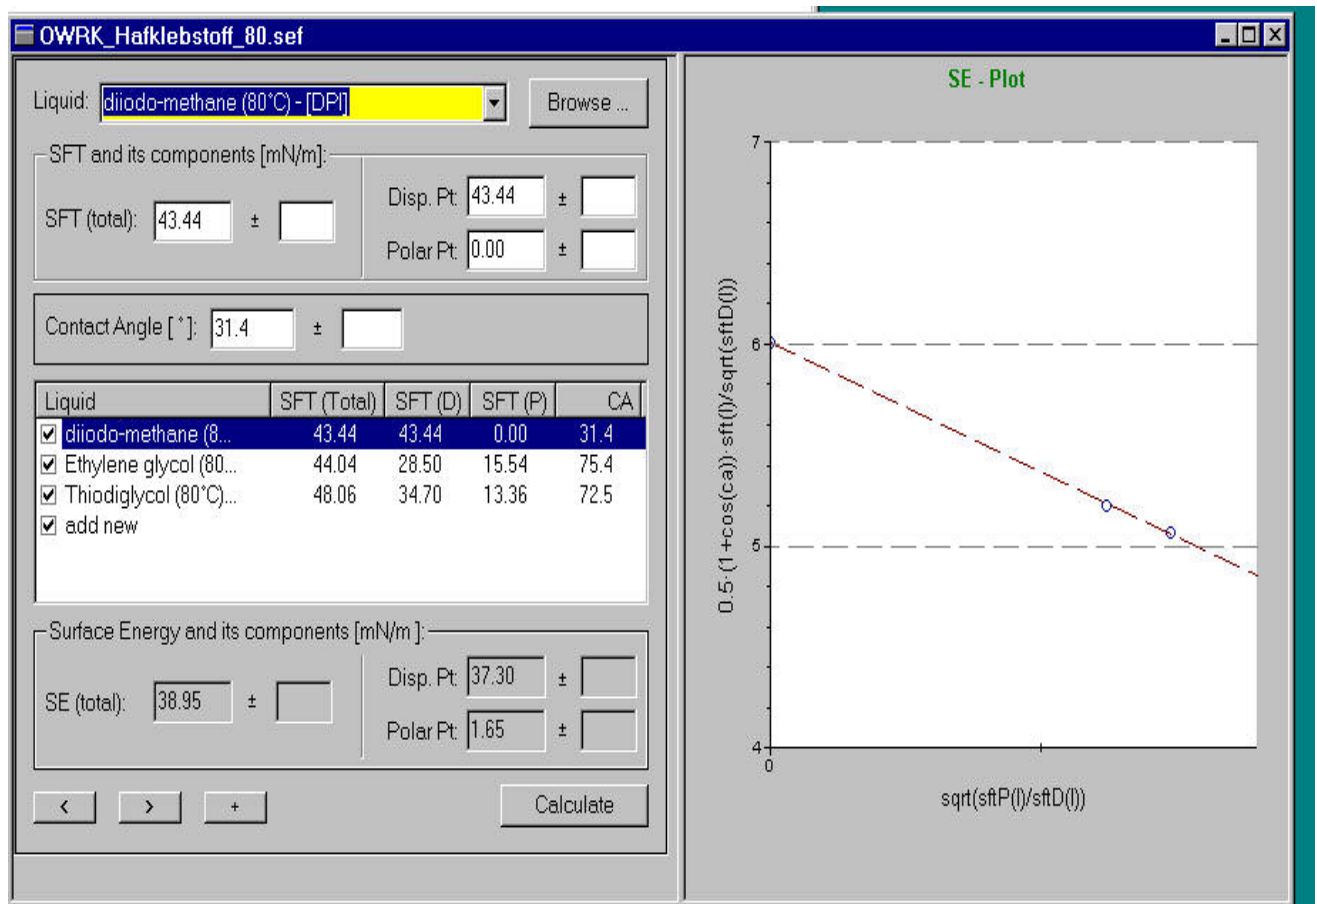 OWRK_Hafklebstoff_80.sef
Liquid: diiodo-methane (80°C) - [DPI] Browse ...
SFT and its components [mN/m]:
SFT (total): 43.44 ±
Disp. Pt: 43.44 ±
Polar Pt: 0.00 ±
Contact Angle [ ° ]: 31.4 ±
Liquid SFT (Total) SFT (D) SFT (P) CA
diiodo-methane (8... 43.44 43.44 0.00 31.4
Ethylene glycol (80... 44.04 28.50 15.54 75.4
Thiodiglycol (80°C)... 48.06 34.70 13.36 72.5
add new
Surface Energy and its components [mN/m ]:
SE (total): 38.95 ±
Disp. Pt: 37.30 ±
Polar Pt: 1.65 ±
< > + Calculate
SE - Plot
0.5·(1+cos(ca))·sft(l)/sqrt(sftD(l))
7
6
5
4
0
sqrt(sftP(l)/sftD(l))